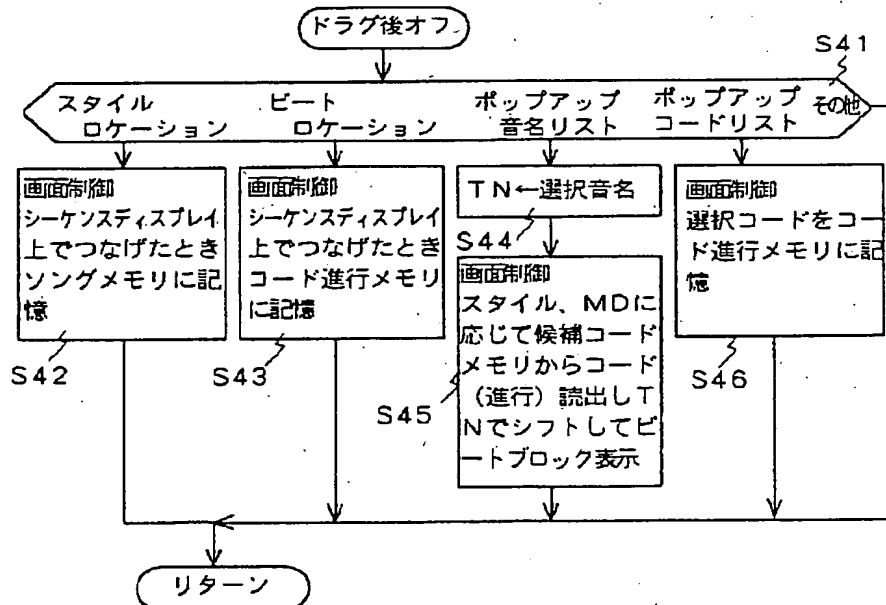 ドラグ後オフ
S41
スタイル
ロケーション
ビート
ロケーション
ポップアップ
音名リスト
ポップアップ
コードリスト
その他
画面制御
シーケンスディスプレイ
上でつなげたとき
ソングメモリに記
憶
S42
画面制御
シーケンスディスプレイ
上でつなげたとき
コード進行メモリ
に記憶
S43
TN←選択音名
S44
画面制御
スタイル、MDに
応じて候補コード
メモリからコード
(進行)読出しT
Nでシフトしてビ
ートブロック表示
S45
画面制御
選択コードをコー
ド進行メモリに記
憶
S46
リターン